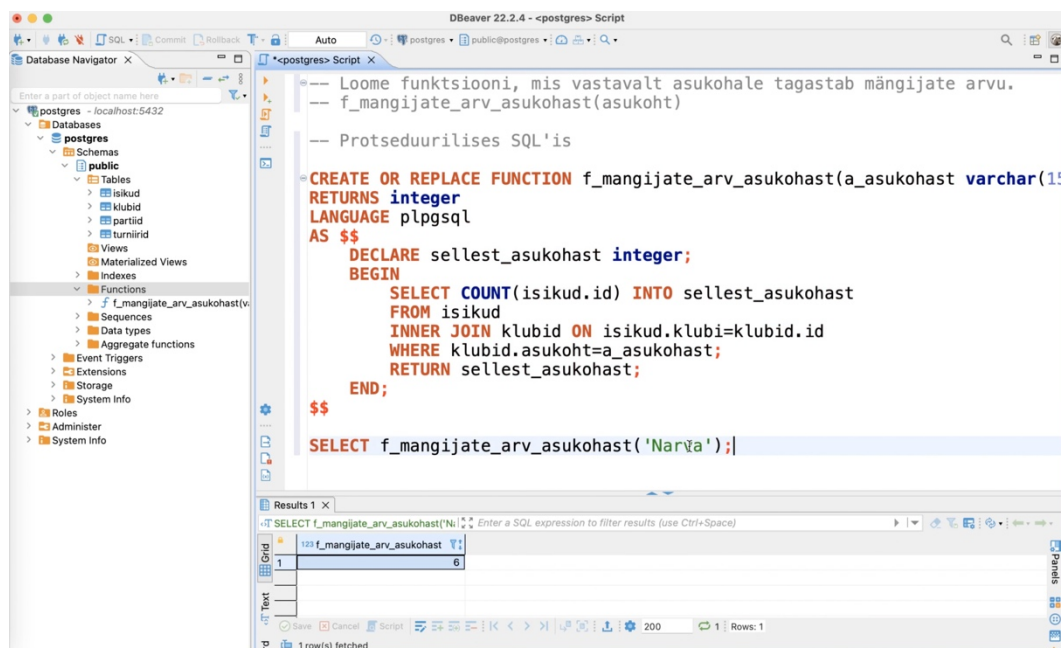 DBeaver 22.2.4 - <postgres> Script
SQL Commit Rollback Auto postgres public@postgres
Database Navigator
*<postgres> Script
Enter a part of object name here
postgres - localhost:5432
Databases
postgres
Schemas
public
Tables
isikud
klubid
partiid
turniirid
Views
Materialized Views
Indexes
Functions
f_mangijate_arv_asukohast(va
Sequences
Data types
Aggregate functions
Event Triggers
Extensions
Storage
System Info
Roles
Administer
System Info
-- Loome funktsiooni, mis vastavalt asukohale tagastab mängijate arvu.
-- f_mangijate_arv_asukohast(asukoht)
-- Protseduurilises SQL'is
CREATE OR REPLACE FUNCTION f_mangijate_arv_asukohast(a_asukohast varchar(15
RETURNS integer
LANGUAGE plpgsql
AS $$
DECLARE sellest_asukohast integer;
BEGIN
SELECT COUNT(isikud.id) INTO sellest_asukohast
FROM isikud
INNER JOIN klubid ON isikud.klubi=klubid.id
WHERE klubid.asukoht=a_asukohast;
RETURN sellest_asukohast;
END;
$$
SELECT f_mangijate_arv_asukohast('Narva');
Results 1
SELECT f_mangijate_arv_asukohast('Na Enter a SQL expression to filter results (use Ctrl+Space)
Grid
123 f_mangijate_arv_asukohast
1 6
Text
Panels
Save Cancel Script 200 1 Rows: 1
1 row(s) fetched